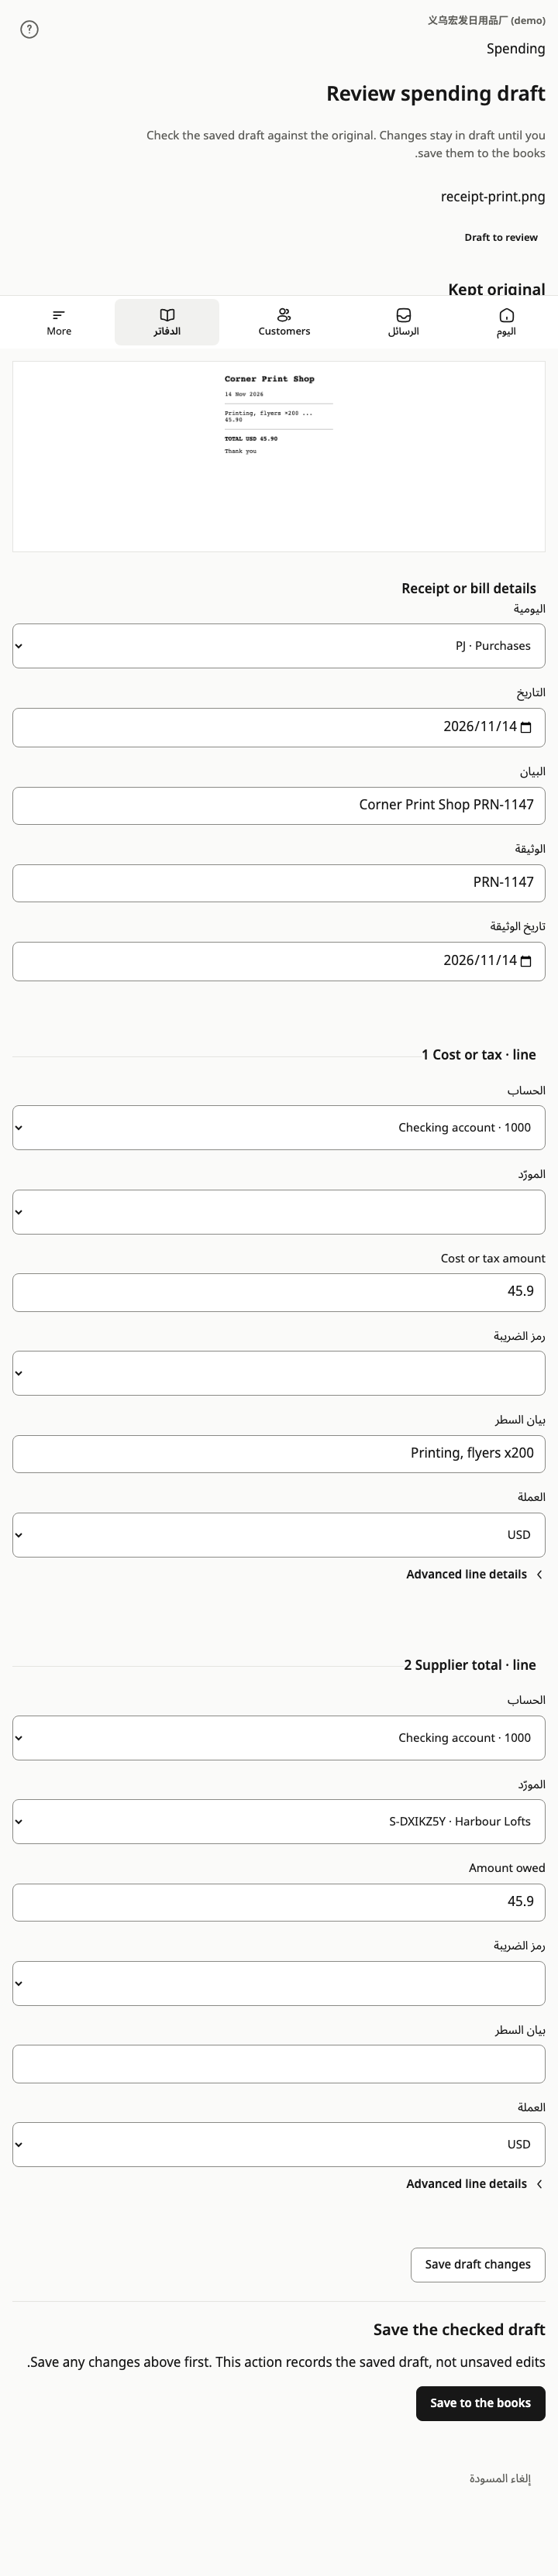 义乌宏发日用品厂 (demo)
Spending
Review spending draft
Check the saved draft against the original. Changes stay in draft until you
save them to the books.
receipt-print.png
Draft to review
Kept original
اليوم
الرسائل
Customers
الدفاتر
More
Corner Print Shop
14 Nov 2026
Printing, flyers ×200 ...
45.90
TOTAL USD 45.90
Thank you
Receipt or bill details
اليومية
PJ · Purchases
التاريخ
2026/11/14
البيان
Corner Print Shop PRN-1147
الوثيقة
PRN-1147
تاريخ الوثيقة
2026/11/14
1 Cost or tax · line
الحساب
Checking account · 1000
المورّد
Cost or tax amount
45.9
رمز الضريبة
بيان السطر
Printing, flyers x200
العملة
USD
Advanced line details
2 Supplier total · line
الحساب
Checking account · 1000
المورّد
S-DXIKZ5Y · Harbour Lofts
Amount owed
45.9
رمز الضريبة
بيان السطر
العملة
USD
Advanced line details
Save draft changes
Save the checked draft
Save any changes above first. This action records the saved draft, not unsaved edits.
Save to the books
إلغاء المسودة